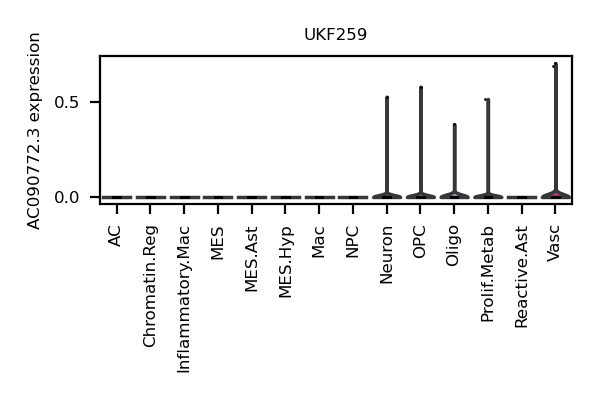 UKF259
AC090772.3 expression
0.5
0.0
AC
Chromatin.Reg
Inflammatory.Mac
MES
MES.Ast
MES.Hyp
Mac
NPC
Neuron
OPC
Oligo
Prolif.Metab
Reactive.Ast
Vasc